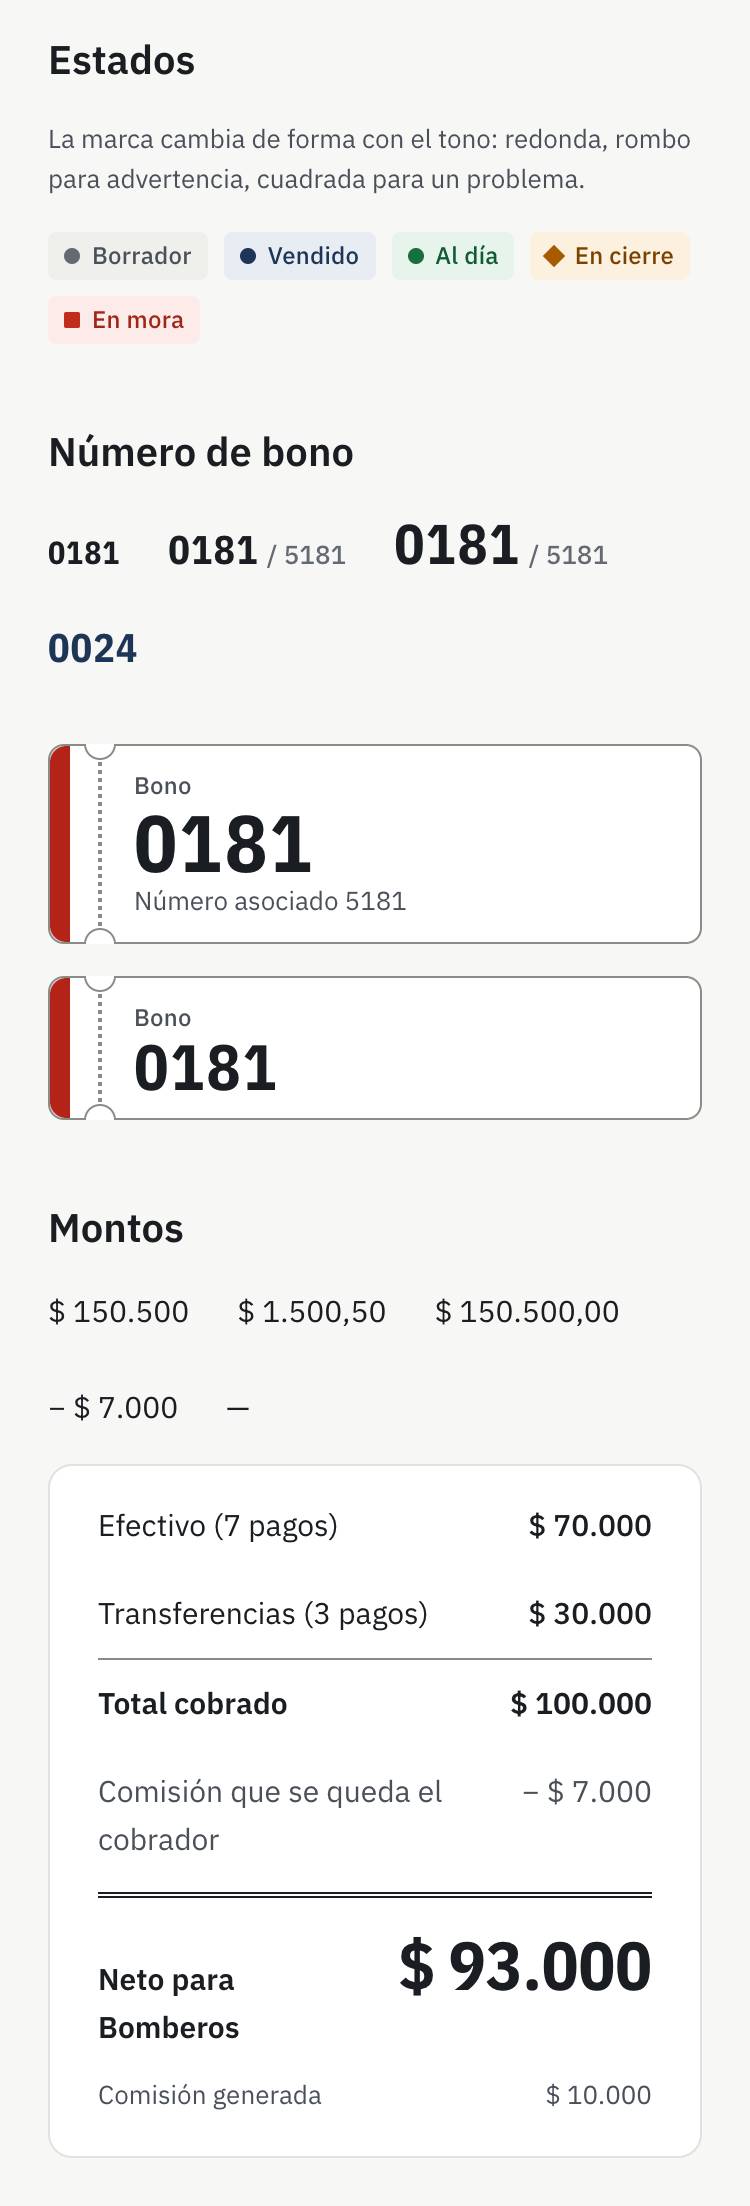 Estados
La marca cambia de forma con el tono: redonda, rombo
para advertencia, cuadrada para un problema.
Borrador Vendido Al día En cierre
En mora
Número de bono
0181 0181 / 5181 0181 / 5181
0024
Bono
0181
Número asociado 5181
Bono
0181
Montos
$ 150.500 $ 1.500,50 $ 150.500,00
− $ 7.000 —
Efectivo (7 pagos) $ 70.000
Transferencias (3 pagos) $ 30.000
Total cobrado $ 100.000
Comisión que se queda el − $ 7.000
cobrador
Neto para $ 93.000
Bomberos
Comisión generada $ 10.000